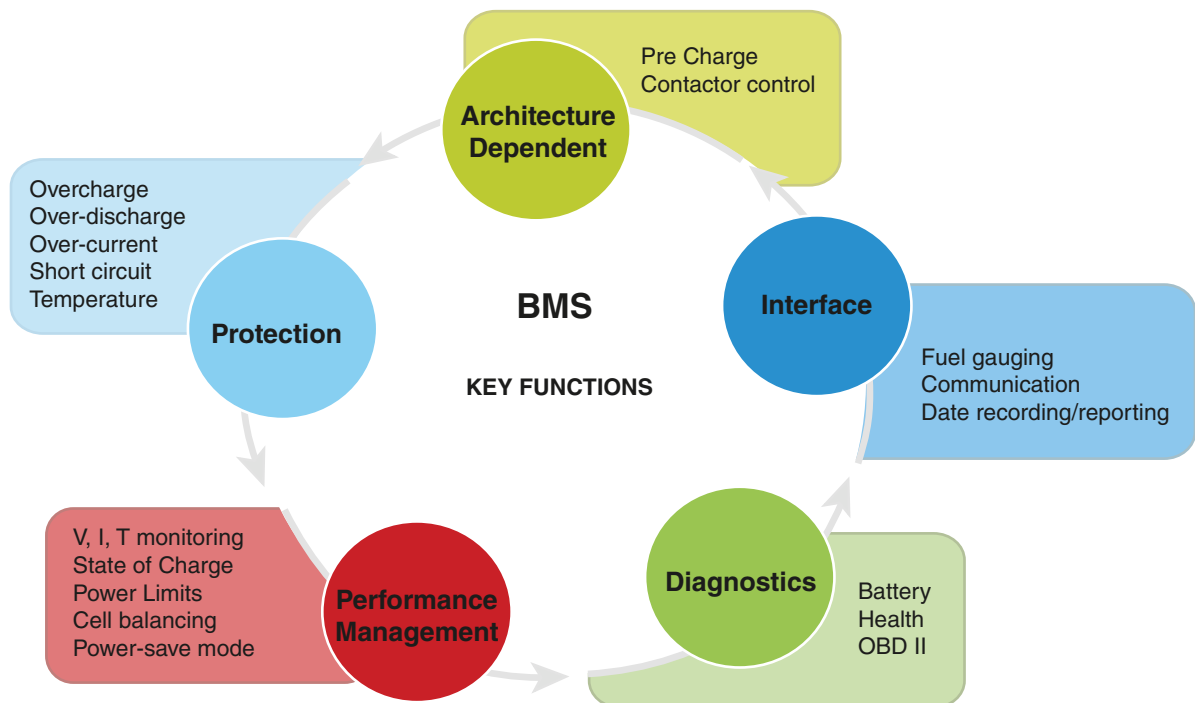 Pre Charge
Contactor control
Architecture
Dependent
Overcharge
Over-discharge
Over-current
Short circuit
Temperature
Protection
BMS
KEY FUNCTIONS
Interface
Fuel gauging
Communication
Date recording/reporting
V, I, T monitoring
State of Charge
Power Limits
Cell balancing
Power-save mode
Performance
Management
Diagnostics
Battery
Health
OBD II